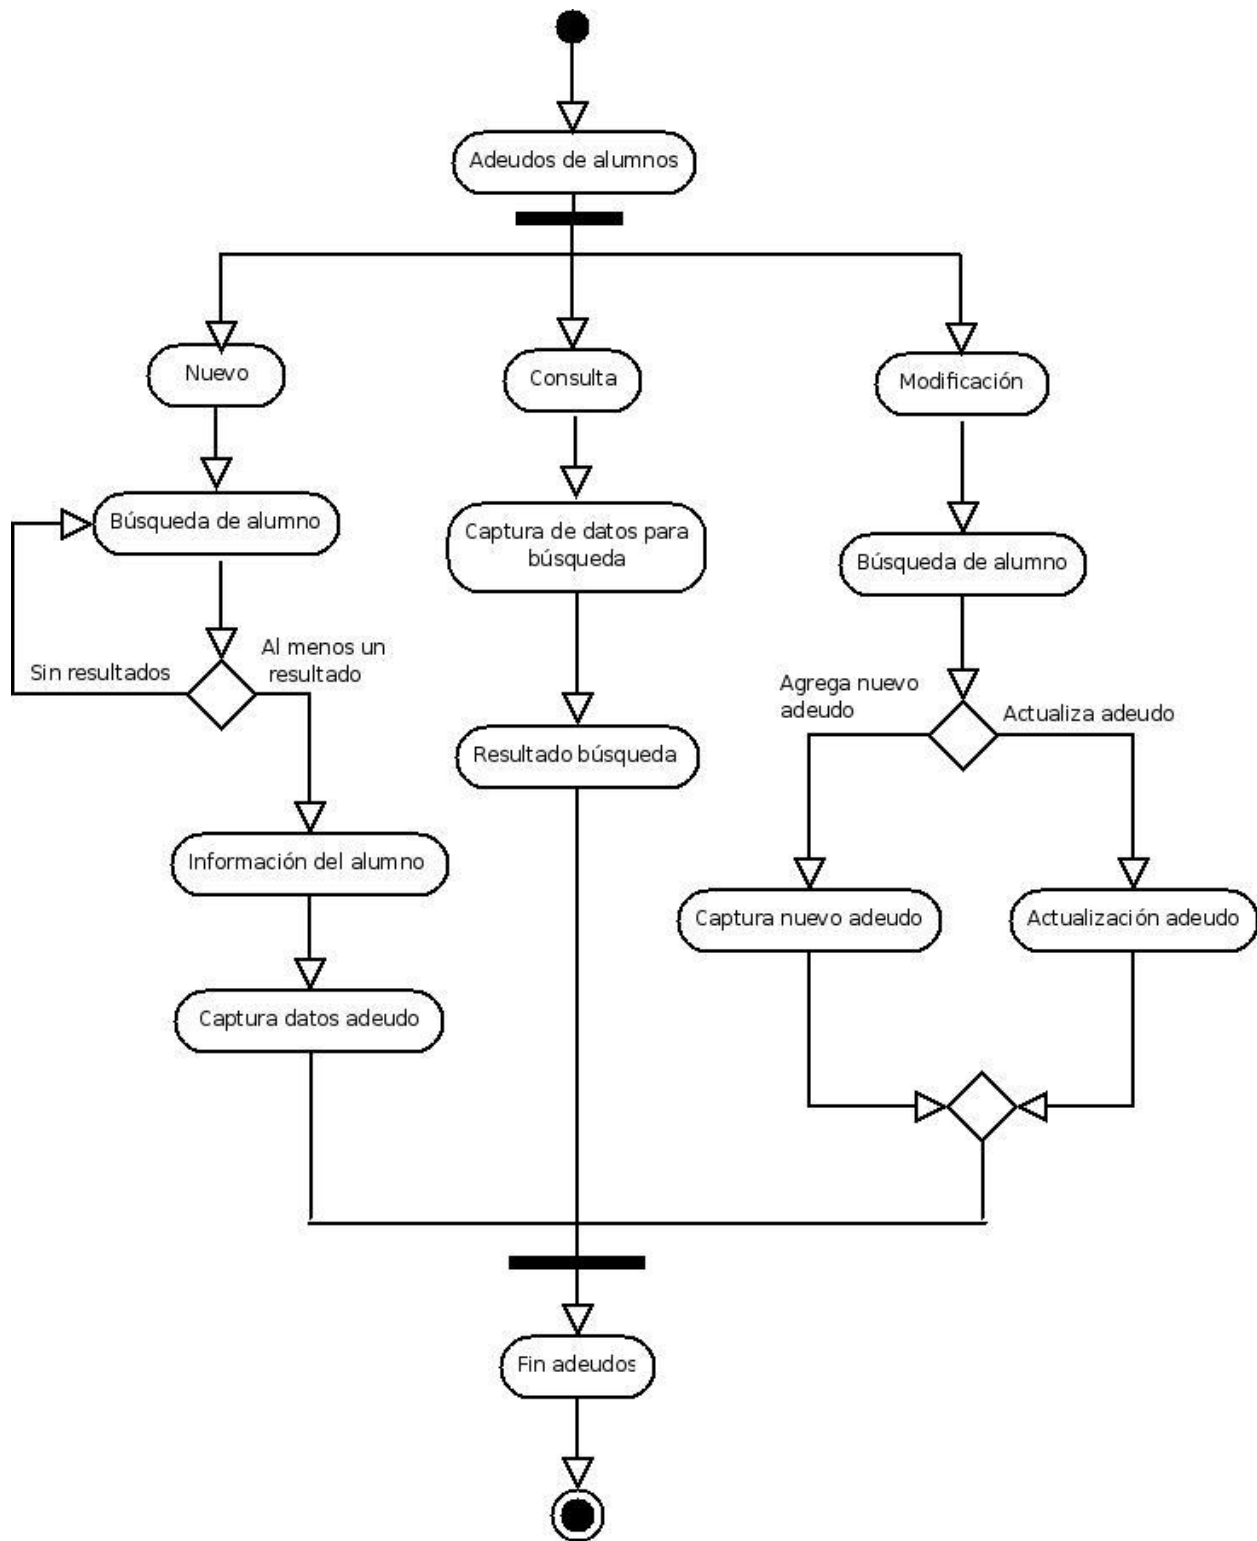 Adeudos de alumnos
Nuevo
Consulta
Modificación
Búsqueda de alumno
Captura de datos para
búsqueda
Búsqueda de alumno
Sin resultados
Al menos un
resultado
Agrega nuevo
adeudo
Actualiza adeudo
Resultado búsqueda
Información del alumno
Captura nuevo adeudo
Actualización adeudo
Captura datos adeudo
Fin adeudos